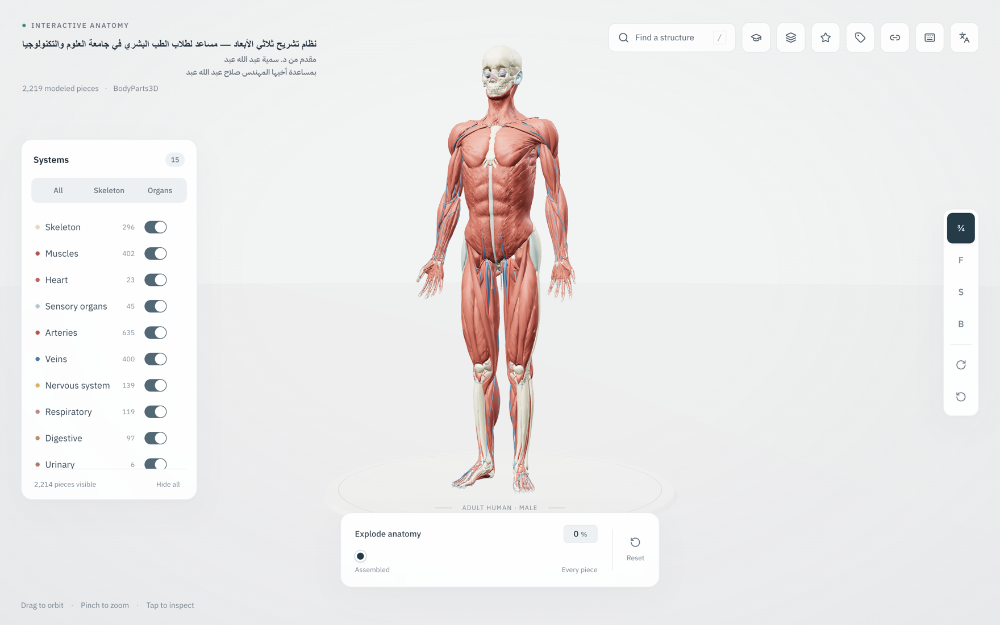 INTERACTIVE ANATOMY
نظام تشريح ثلاثي الأبعاد — مساعد لطلاب الطب البشري في جامعة العلوم والتكنولوجيا
مقدم من د. سمية عبد الله عبد
بمساعدة أخيها المهندس صلاح عبد الله عبد
2,219 modeled pieces · BodyParts3D
Find a structure /
Systems 15
All Skeleton Organs
Skeleton 296
Muscles 402
Heart 23
Sensory organs 45
Arteries 635
Veins 400
Nervous system 139
Respiratory 119
Digestive 97
Urinary 6
2,214 pieces visible Hide all
¾
F
S
B
ADULT HUMAN · MALE
Explode anatomy 0 %
Assembled Every piece
Reset
Drag to orbit · Pinch to zoom · Tap to inspect